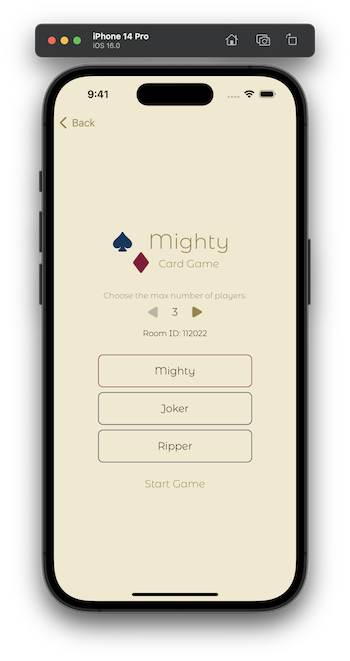 iPhone 14 Pro
iOS 16.0
9:41
Back
Mighty
Card Game
Choose the max number of players.
3
Room ID: 112022
Mighty
Joker
Ripper
Start Game